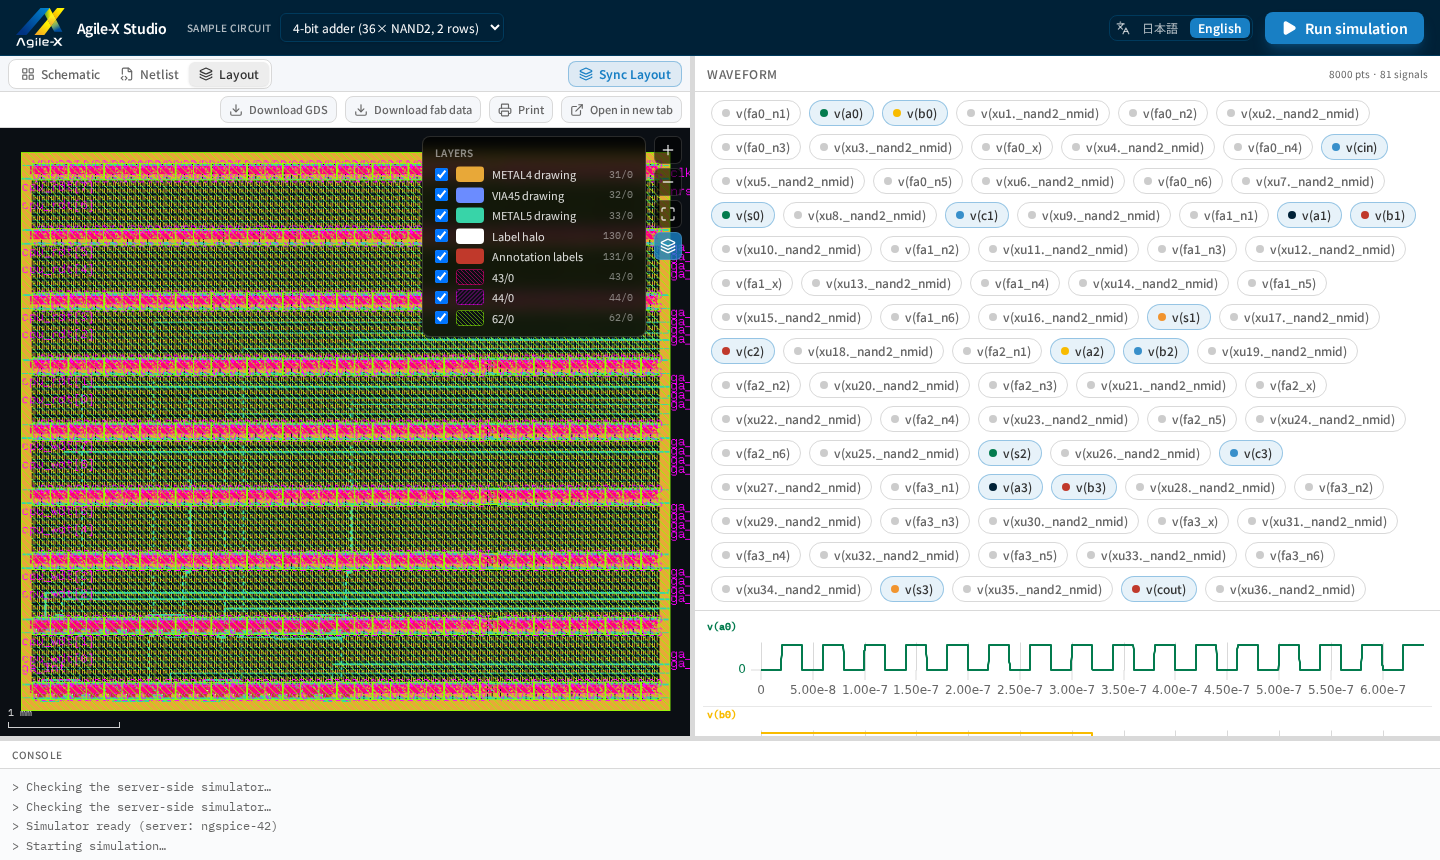 Agile-X
Agile-X Studio
SAMPLE CIRCUIT
4-bit adder (36× NAND2, 2 rows)
日本語
English
Run simulation
Schematic
Netlist
Layout
Sync Layout
Download GDS
Download fab data
Print
Open in new tab
LAYERS
METAL4 drawing 31/0
VIA45 drawing 32/0
METAL5 drawing 33/0
Label halo 130/0
Annotation labels 131/0
43/0 43/0
44/0 44/0
62/0 62/0
WAVEFORM
8000 pts · 81 signals
v(fa0_n1) v(a0) v(b0) v(xu1._nand2_nmid) v(fa0_n2) v(xu2._nand2_nmid)
v(fa0_n3) v(xu3._nand2_nmid) v(fa0_x) v(xu4._nand2_nmid) v(fa0_n4) v(cin)
v(xu5._nand2_nmid) v(fa0_n5) v(xu6._nand2_nmid) v(fa0_n6) v(xu7._nand2_nmid)
v(s0) v(xu8._nand2_nmid) v(c1) v(xu9._nand2_nmid) v(fa1_n1) v(a1) v(b1)
v(xu10._nand2_nmid) v(fa1_n2) v(xu11._nand2_nmid) v(fa1_n3) v(xu12._nand2_nmid)
v(fa1_x) v(xu13._nand2_nmid) v(fa1_n4) v(xu14._nand2_nmid) v(fa1_n5)
v(xu15._nand2_nmid) v(fa1_n6) v(xu16._nand2_nmid) v(s1) v(xu17._nand2_nmid)
v(c2) v(xu18._nand2_nmid) v(fa2_n1) v(a2) v(b2) v(xu19._nand2_nmid)
v(fa2_n2) v(xu20._nand2_nmid) v(fa2_n3) v(xu21._nand2_nmid) v(fa2_x)
v(xu22._nand2_nmid) v(fa2_n4) v(xu23._nand2_nmid) v(fa2_n5) v(xu24._nand2_nmid)
v(fa2_n6) v(xu25._nand2_nmid) v(s2) v(xu26._nand2_nmid) v(c3)
v(xu27._nand2_nmid) v(fa3_n1) v(a3) v(b3) v(xu28._nand2_nmid) v(fa3_n2)
v(xu29._nand2_nmid) v(fa3_n3) v(xu30._nand2_nmid) v(fa3_x) v(xu31._nand2_nmid)
v(fa3_n4) v(xu32._nand2_nmid) v(fa3_n5) v(xu33._nand2_nmid) v(fa3_n6)
v(xu34._nand2_nmid) v(s3) v(xu35._nand2_nmid) v(cout) v(xu36._nand2_nmid)
v(a0)
0
0 5.00e-8 1.00e-7 1.50e-7 2.00e-7 2.50e-7 3.00e-7 3.50e-7 4.00e-7 4.50e-7 5.00e-7 5.50e-7 6.00e-7
v(b0)
CONSOLE
> Checking the server-side simulator…
> Checking the server-side simulator…
> Simulator ready (server: ngspice-42)
> Starting simulation…